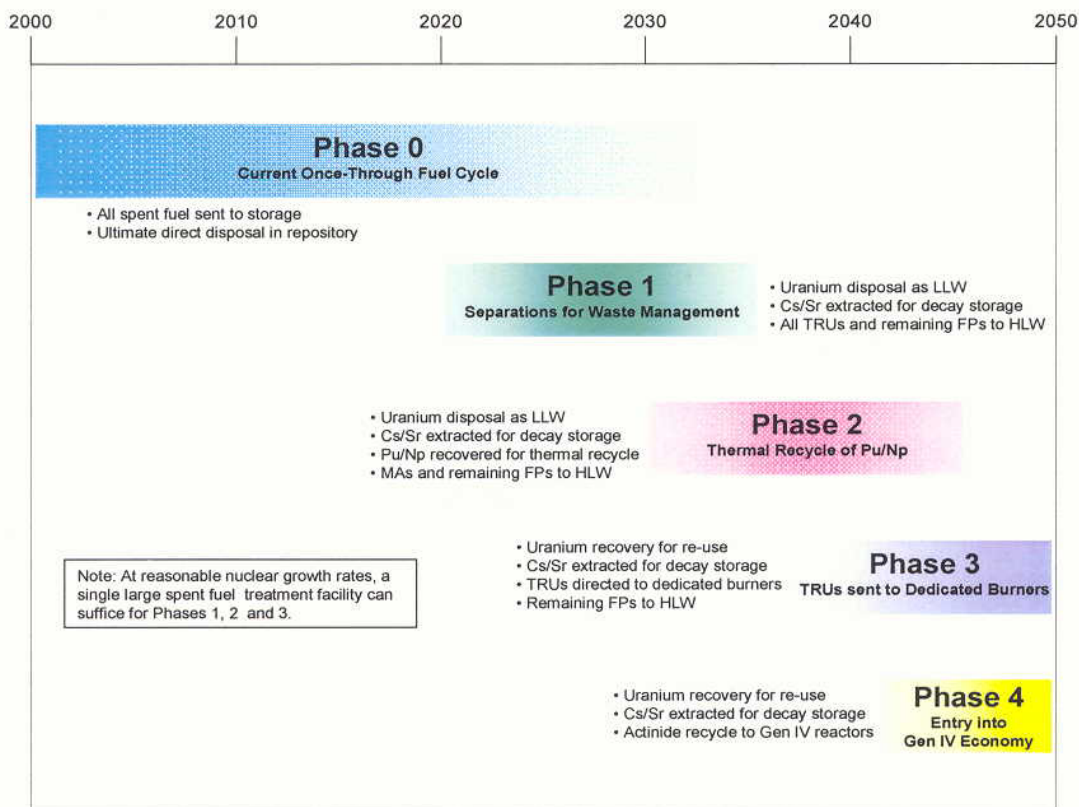 2000 2010 2020 2030 2040 2050
Phase 0
Current Once-Through Fuel Cycle
• All spent fuel sent to storage
• Ultimate direct disposal in repository
Phase 1
Separations for Waste Management
• Uranium disposal as LLW
• Cs/Sr extracted for decay storage
• All TRUs and remaining FPs to HLW
• Uranium disposal as LLW
• Cs/Sr extracted for decay storage
• Pu/Np recovered for thermal recycle
• MAs and remaining FPs to HLW
Phase 2
Thermal Recycle of Pu/Np
• Uranium recovery for re-use
• Cs/Sr extracted for decay storage
• TRUs directed to dedicated burners
• Remaining FPs to HLW
Phase 3
TRUs sent to Dedicated Burners
Note: At reasonable nuclear growth rates, a
single large spent fuel treatment facility can
suffice for Phases 1, 2 and 3.
• Uranium recovery for re-use
• Cs/Sr extracted for decay storage
• Actinide recycle to Gen IV reactors
Phase 4
Entry into
Gen IV Economy